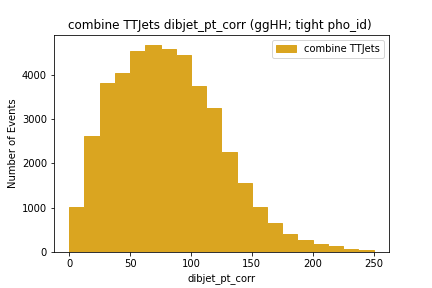 combine TTJets dibjet_pt_corr (ggHH; tight pho_id)
combine TTJets
Number of Events
4000
3000
2000
1000
0
0 50 100 150 200 250
dibjet_pt_corr